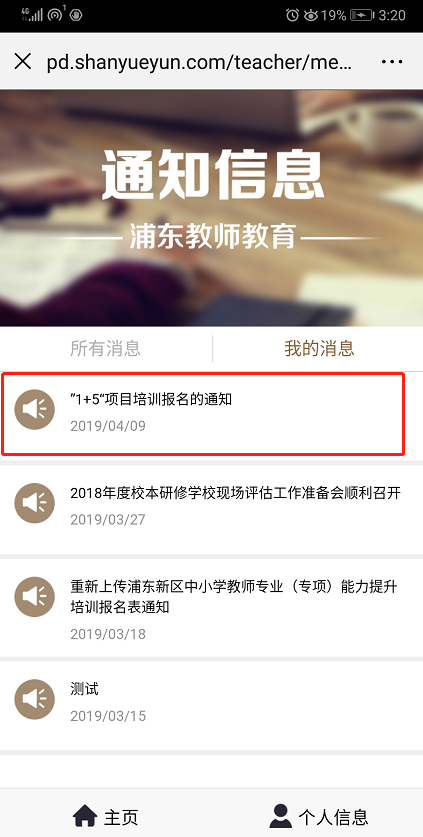 4G
1
19%
3:20
pd.shanyueyun.com/teacher/me...
通知信息
浦东教师教育
所有消息
我的消息
"1+5"项目培训报名的通知
2019/04/09
2018年度校本研修学校现场评估工作准备会顺利召开
2019/03/27
重新上传浦东新区中小学教师专业（专项）能力提升
培训报名表通知
2019/03/18
测试
2019/03/15
主页
个人信息